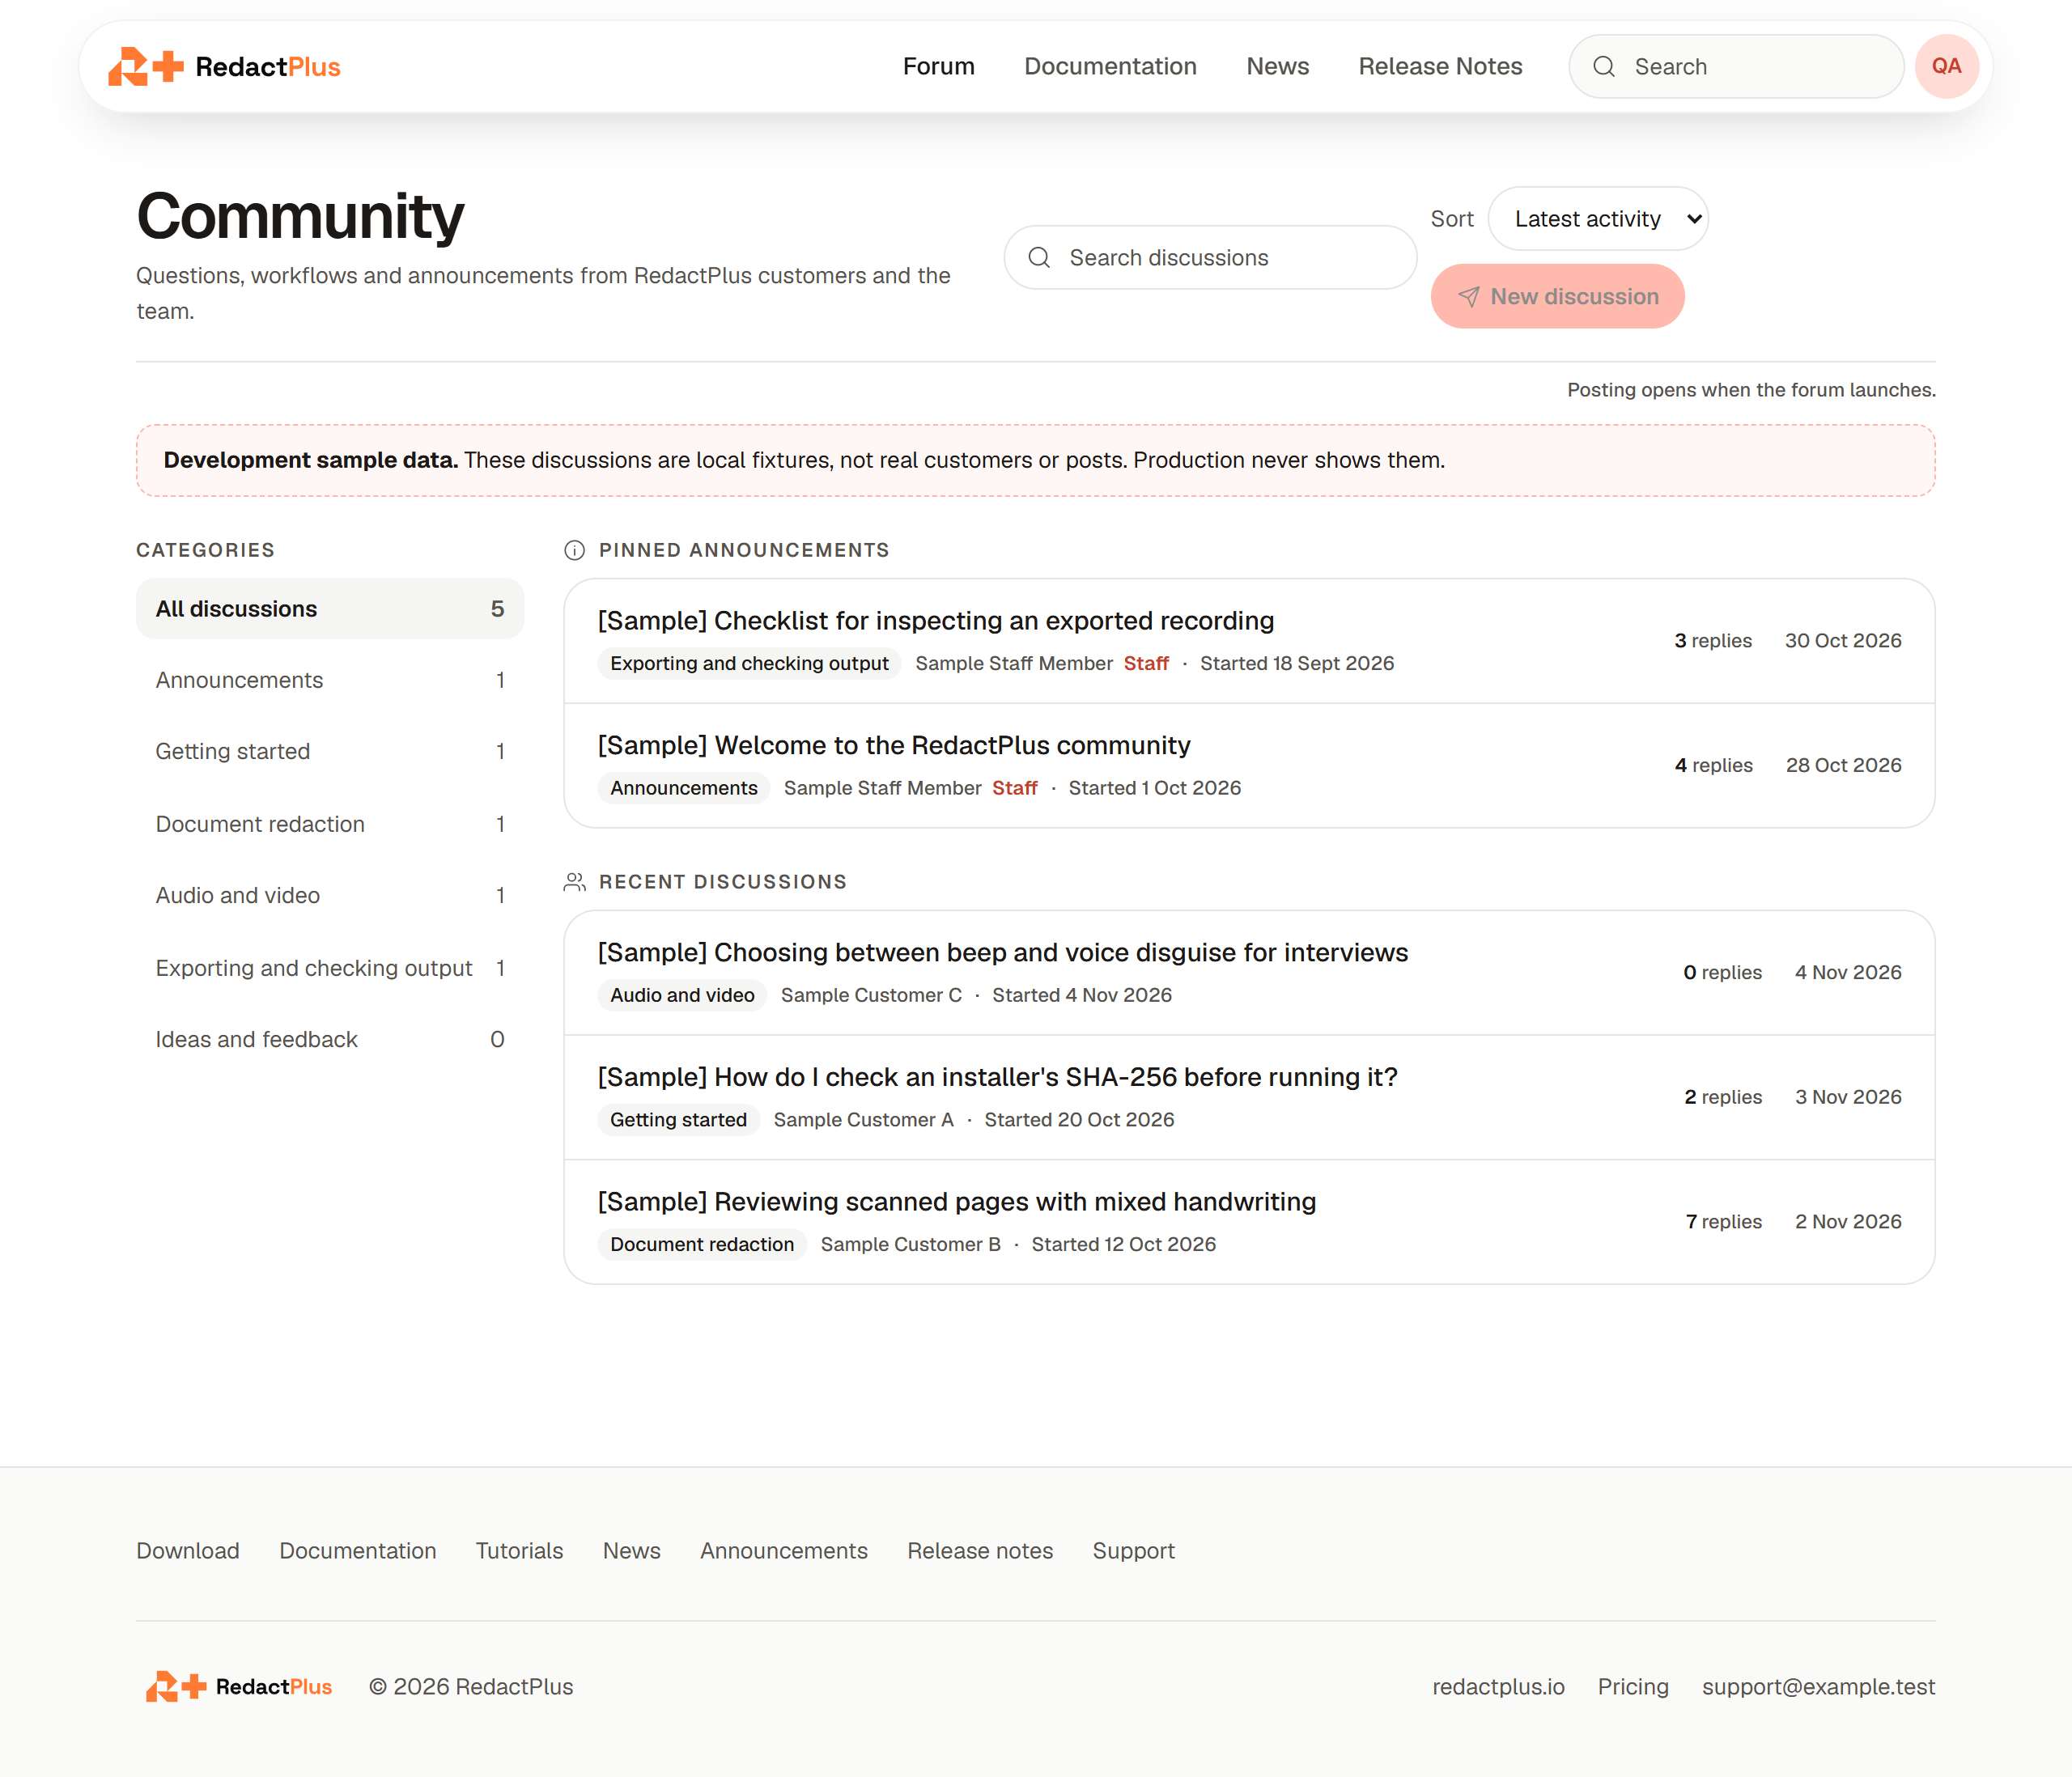 RedactPlus
Forum
Documentation
News
Release Notes
Search
QA
Community
Questions, workflows and announcements from RedactPlus customers and the
team.
Search discussions
Sort
Latest activity
New discussion
Posting opens when the forum launches.
Development sample data. These discussions are local fixtures, not real customers or posts. Production never shows them.
CATEGORIES
All discussions 5
Announcements 1
Getting started 1
Document redaction 1
Audio and video 1
Exporting and checking output 1
Ideas and feedback 0
PINNED ANNOUNCEMENTS
[Sample] Checklist for inspecting an exported recording
Exporting and checking output Sample Staff Member Staff · Started 18 Sept 2026
3 replies 30 Oct 2026
[Sample] Welcome to the RedactPlus community
Announcements Sample Staff Member Staff · Started 1 Oct 2026
4 replies 28 Oct 2026
RECENT DISCUSSIONS
[Sample] Choosing between beep and voice disguise for interviews
Audio and video Sample Customer C · Started 4 Nov 2026
0 replies 4 Nov 2026
[Sample] How do I check an installer's SHA-256 before running it?
Getting started Sample Customer A · Started 20 Oct 2026
2 replies 3 Nov 2026
[Sample] Reviewing scanned pages with mixed handwriting
Document redaction Sample Customer B · Started 12 Oct 2026
7 replies 2 Nov 2026
Download Documentation Tutorials News Announcements Release notes Support
RedactPlus © 2026 RedactPlus
redactplus.io Pricing support@example.test